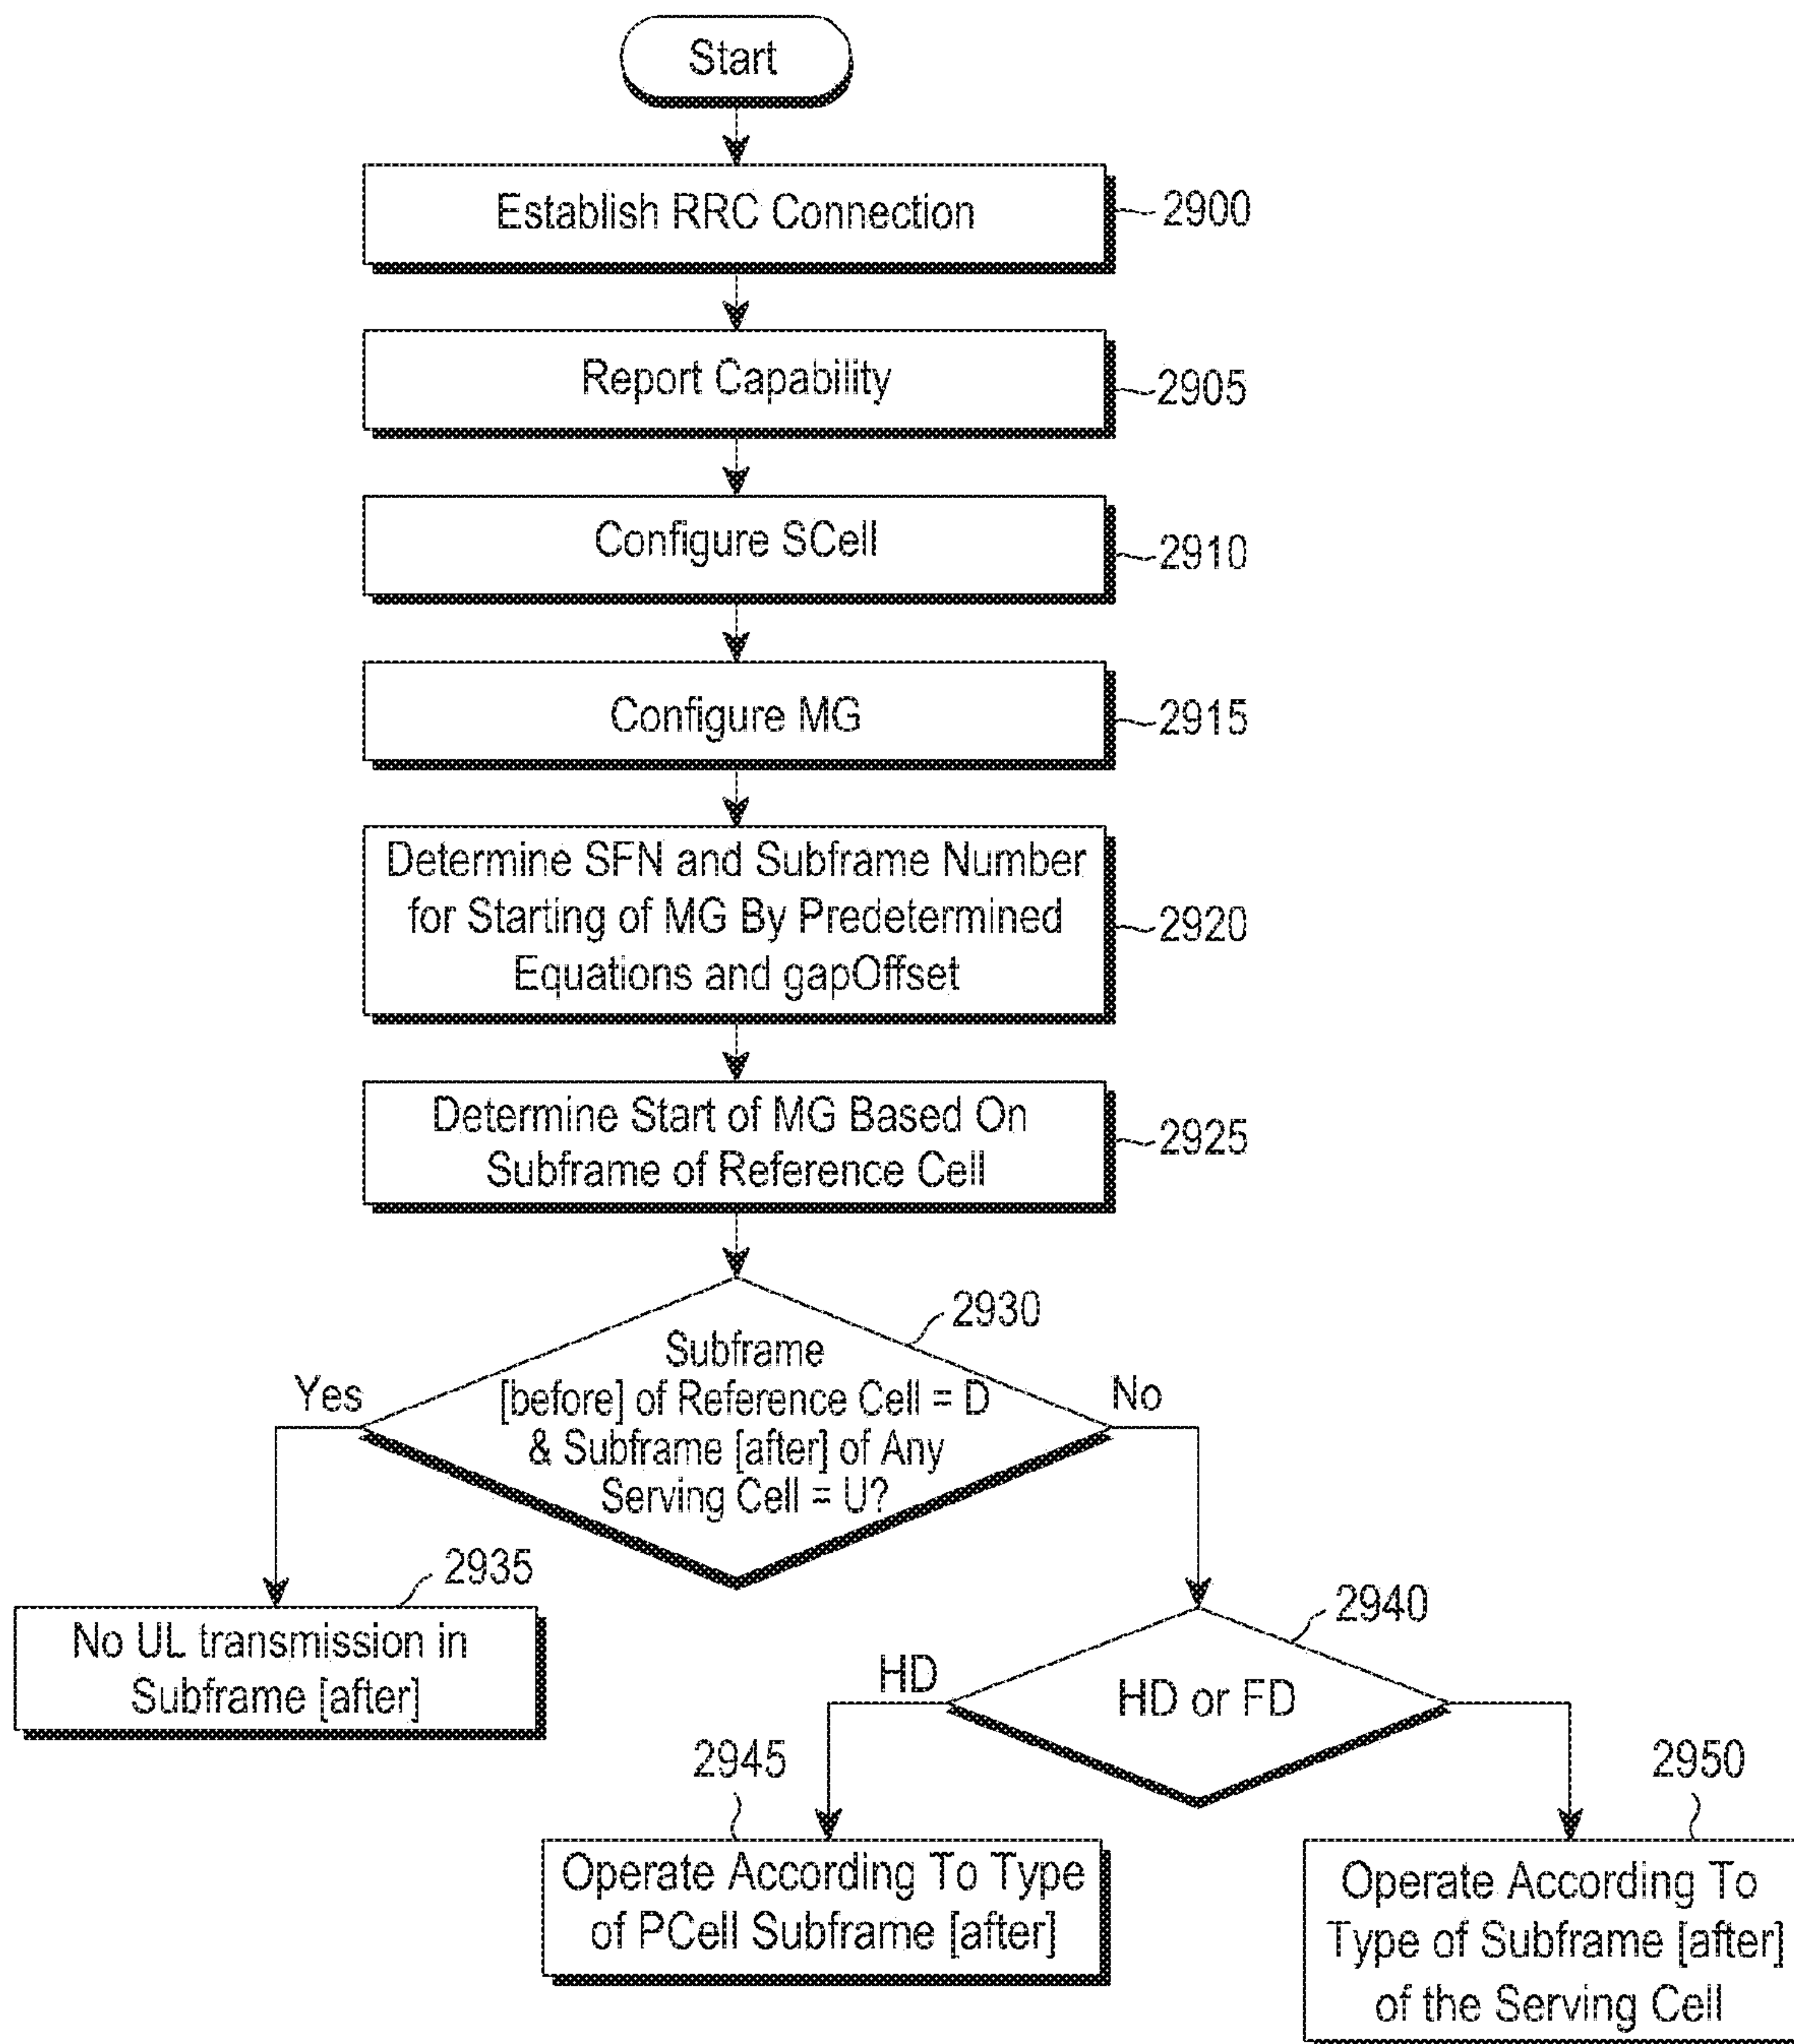 Start
Establish RRC Connection
2900
Report Capability
2905
Configure SCell
2910
Configure MG
2915
Determine SFN and Subframe Number
for Starting of MG By Predetermined
Equations and gapOffset
2920
Determine Start of MG Based On
Subframe of Reference Cell
2925
2930
Subframe
[before] of Reference Cell = D
& Subframe [after] of Any
Serving Cell = U?
Yes
No
2935
No UL transmission in
Subframe [after]
2940
HD or FD
HD
2945
Operate According To Type
of PCell Subframe [after]
2950
Operate According To
Type of Subframe [after]
of the Serving Cell